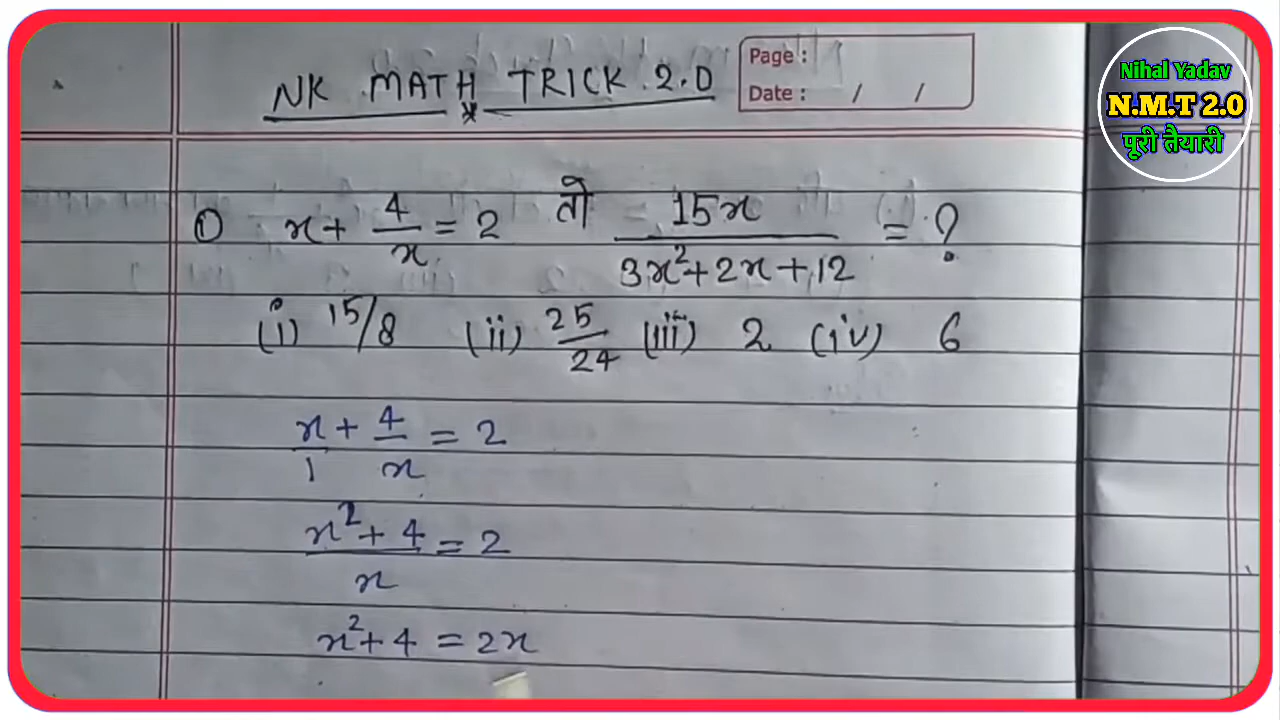 NK MATH TRICK 2.0
Page :
Date : / /
Nihal Yadav
N.M.T 2.0
पूरी तैयारी
① x + 4/x = 2 तो 15x/(3x²+2x+12) = ?
(i) 15/8 (ii) 25/24 (iii) 2 (iv) 6
x/1 + 4/x = 2
(x²+4)/x = 2
x²+4 = 2x